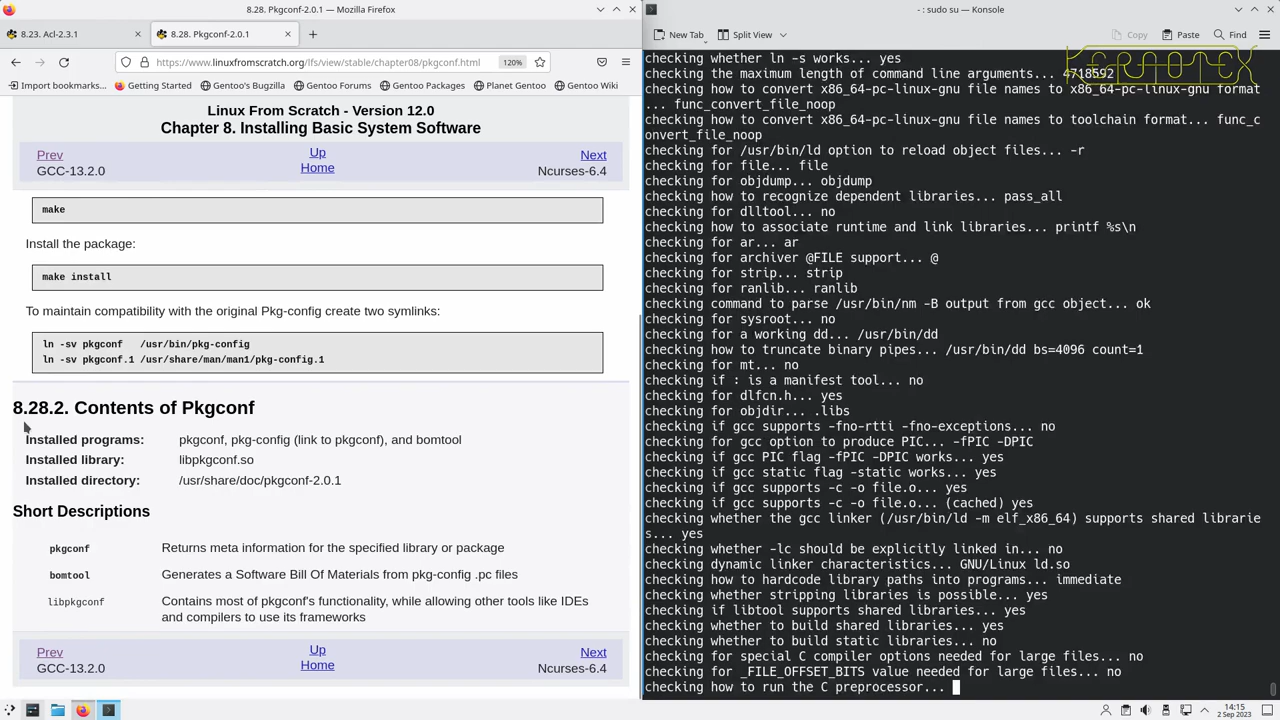 8.28. Pkgconf-2.0.1 — Mozilla Firefox
8.23. Acl-2.3.1
8.28. Pkgconf-2.0.1
https://www.linuxfromscratch.org/lfs/view/stable/chapter08/pkgconf.html
120%
Import bookmarks...
Getting Started
Gentoo's Bugzilla
Gentoo Forums
Gentoo Packages
Planet Gentoo
Gentoo Wiki
Linux From Scratch - Version 12.0
Chapter 8. Installing Basic System Software
Prev
Up
Next
GCC-13.2.0
Home
Ncurses-6.4
make
Install the package:
make install
To maintain compatibility with the original Pkg-config create two symlinks:
ln -sv pkgconf   /usr/bin/pkg-config
ln -sv pkgconf.1 /usr/share/man/man1/pkg-config.1
8.28.2. Contents of Pkgconf
Installed programs: pkgconf, pkg-config (link to pkgconf), and bomtool
Installed library: libpkgconf.so
Installed directory: /usr/share/doc/pkgconf-2.0.1
Short Descriptions
pkgconf Returns meta information for the specified library or package
bomtool Generates a Software Bill Of Materials from pkg-config .pc files
libpkgconf Contains most of pkgconf's functionality, while allowing other tools like IDEs
and compilers to use its frameworks
Prev
Up
Next
GCC-13.2.0
Home
Ncurses-6.4
- : sudo su — Konsole
New Tab
Split View
Copy
Paste
Find
KERNOTEX
checking whether ln -s works... yes
checking the maximum length of command line arguments... 4718592
checking how to convert x86_64-pc-linux-gnu file names to x86_64-pc-linux-gnu format
... func_convert_file_noop
checking how to convert x86_64-pc-linux-gnu file names to toolchain format... func_c
onvert_file_noop
checking for /usr/bin/ld option to reload object files... -r
checking for file... file
checking for objdump... objdump
checking how to recognize dependent libraries... pass_all
checking for dlltool... no
checking how to associate runtime and link libraries... printf %s\n
checking for ar... ar
checking for archiver @FILE support... @
checking for strip... strip
checking for ranlib... ranlib
checking command to parse /usr/bin/nm -B output from gcc object... ok
checking for sysroot... no
checking for a working dd... /usr/bin/dd
checking how to truncate binary pipes... /usr/bin/dd bs=4096 count=1
checking for mt... no
checking if : is a manifest tool... no
checking for dlfcn.h... yes
checking for objdir... .libs
checking if gcc supports -fno-rtti -fno-exceptions... no
checking for gcc option to produce PIC... -fPIC -DPIC
checking if gcc PIC flag -fPIC -DPIC works... yes
checking if gcc static flag -static works... yes
checking if gcc supports -c -o file.o... yes
checking if gcc supports -c -o file.o... (cached) yes
checking whether the gcc linker (/usr/bin/ld -m elf_x86_64) supports shared librarie
s... yes
checking whether -lc should be explicitly linked in... no
checking dynamic linker characteristics... GNU/Linux ld.so
checking how to hardcode library paths into programs... immediate
checking whether stripping libraries is possible... yes
checking if libtool supports shared libraries... yes
checking whether to build shared libraries... yes
checking whether to build static libraries... no
checking for special C compiler options needed for large files... no
checking for _FILE_OFFSET_BITS value needed for large files... no
checking how to run the C preprocessor...
14:15
2 Sep 2023